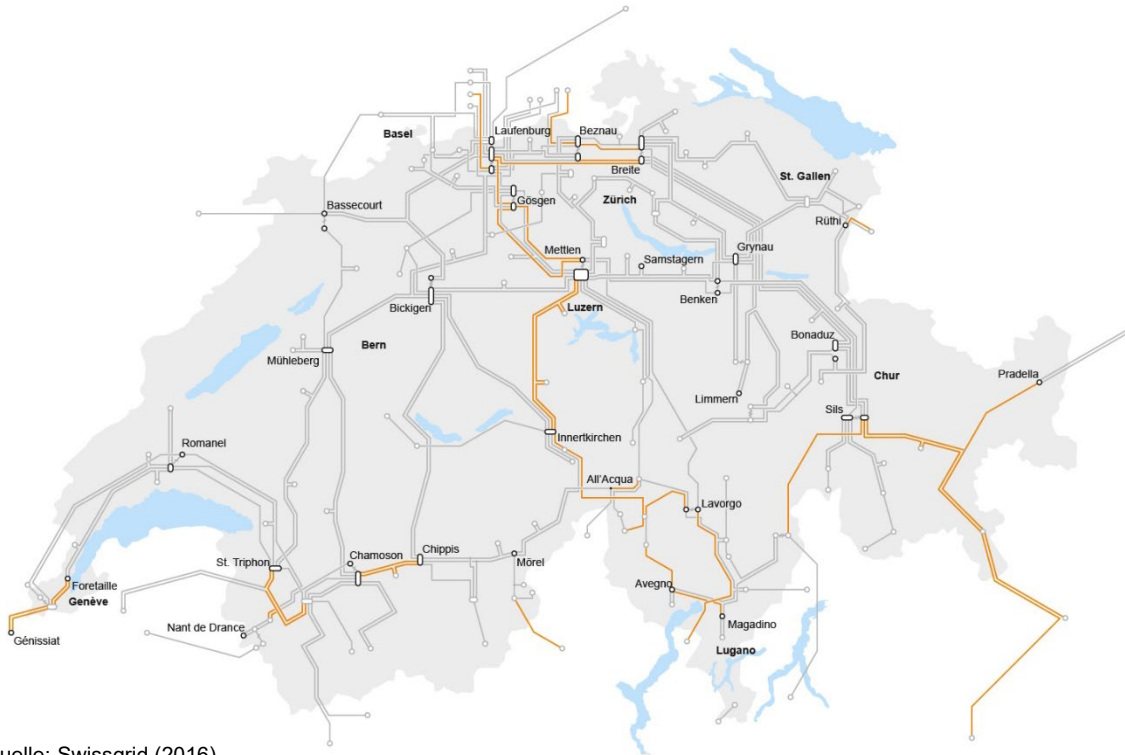 Laufenburg
Beznau
Basel
Breite
St. Gallen
Gösgen
Zürich
Bassecourt
Rüthi
Mettlen
Samstagern
Grynau
Benken
Bickigen
Luzern
Bonaduz
Bern
Mühleberg
Chur
Pradella
Limmern
Sils
Innertkirchen
Romanel
All'Acqua
Lavorgo
Chamoson
Chippis
Mörel
St. Triphon
Foretaille
Avegno
Genève
Magadino
Nant de Drance
Génissiat
Lugano
uelle: Swissgrid (2016)